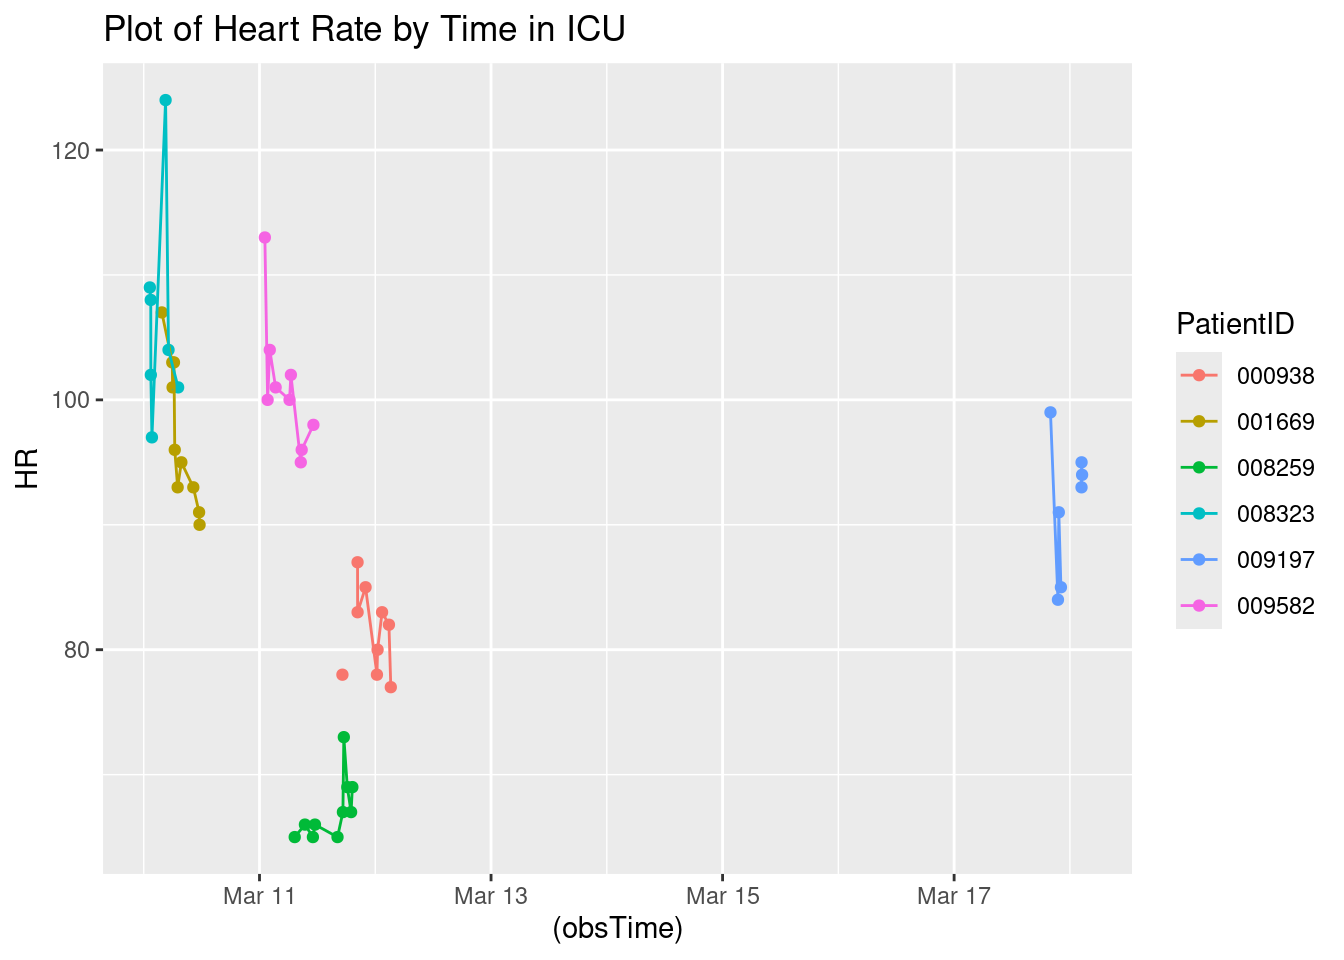 Plot of Heart Rate by Time in ICU
120
100
80
HR
Mar 11
Mar 13
Mar 15
Mar 17
(obsTime)
PatientID
000938
001669
008259
008323
009197
009582